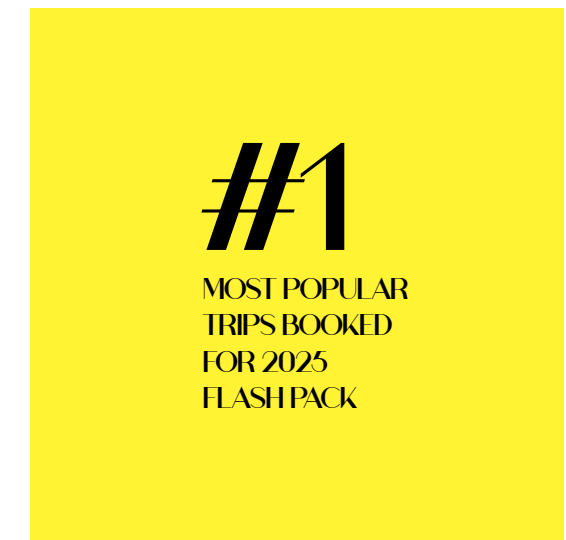 #1
MOST POPULAR
TRIPS BOOKED
FOR 2025
FLASH PACK